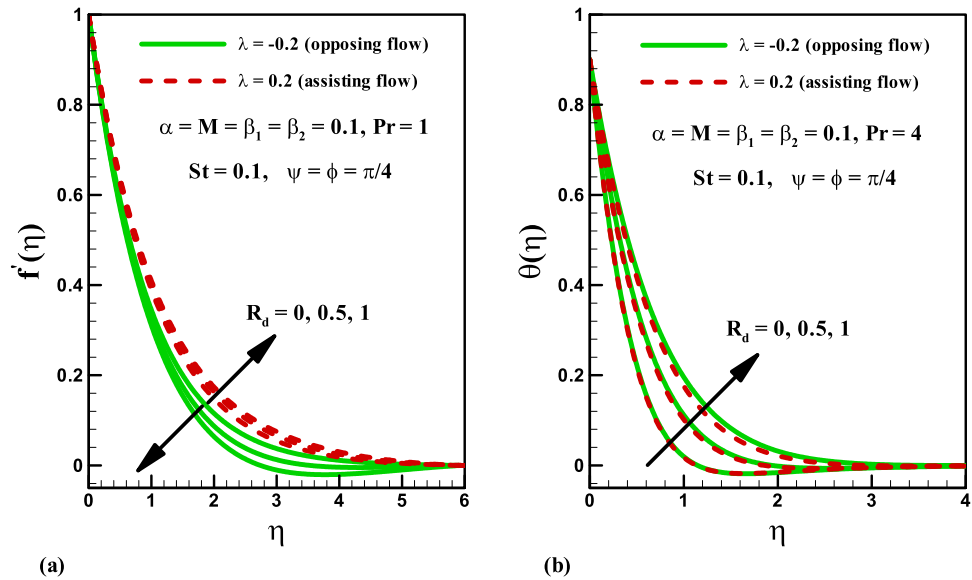 1
λ = -0.2 (opposing flow)
λ = 0.2 (assisting flow)
0.8
α = M = β₁ = β₂ = 0.1, Pr = 1
St = 0.1, ψ = ϕ = π/4
0.6
f'(η)
0.4
R_d = 0, 0.5, 1
0.2
0
0 1 2 3 4 5 6
η
(a)
1
λ = -0.2 (opposing flow)
λ = 0.2 (assisting flow)
0.8
α = M = β₁ = β₂ = 0.1, Pr = 4
St = 0.1, ψ = ϕ = π/4
0.6
θ(η)
0.4
R_d = 0, 0.5, 1
0.2
0
0 1 2 3 4
η
(b)